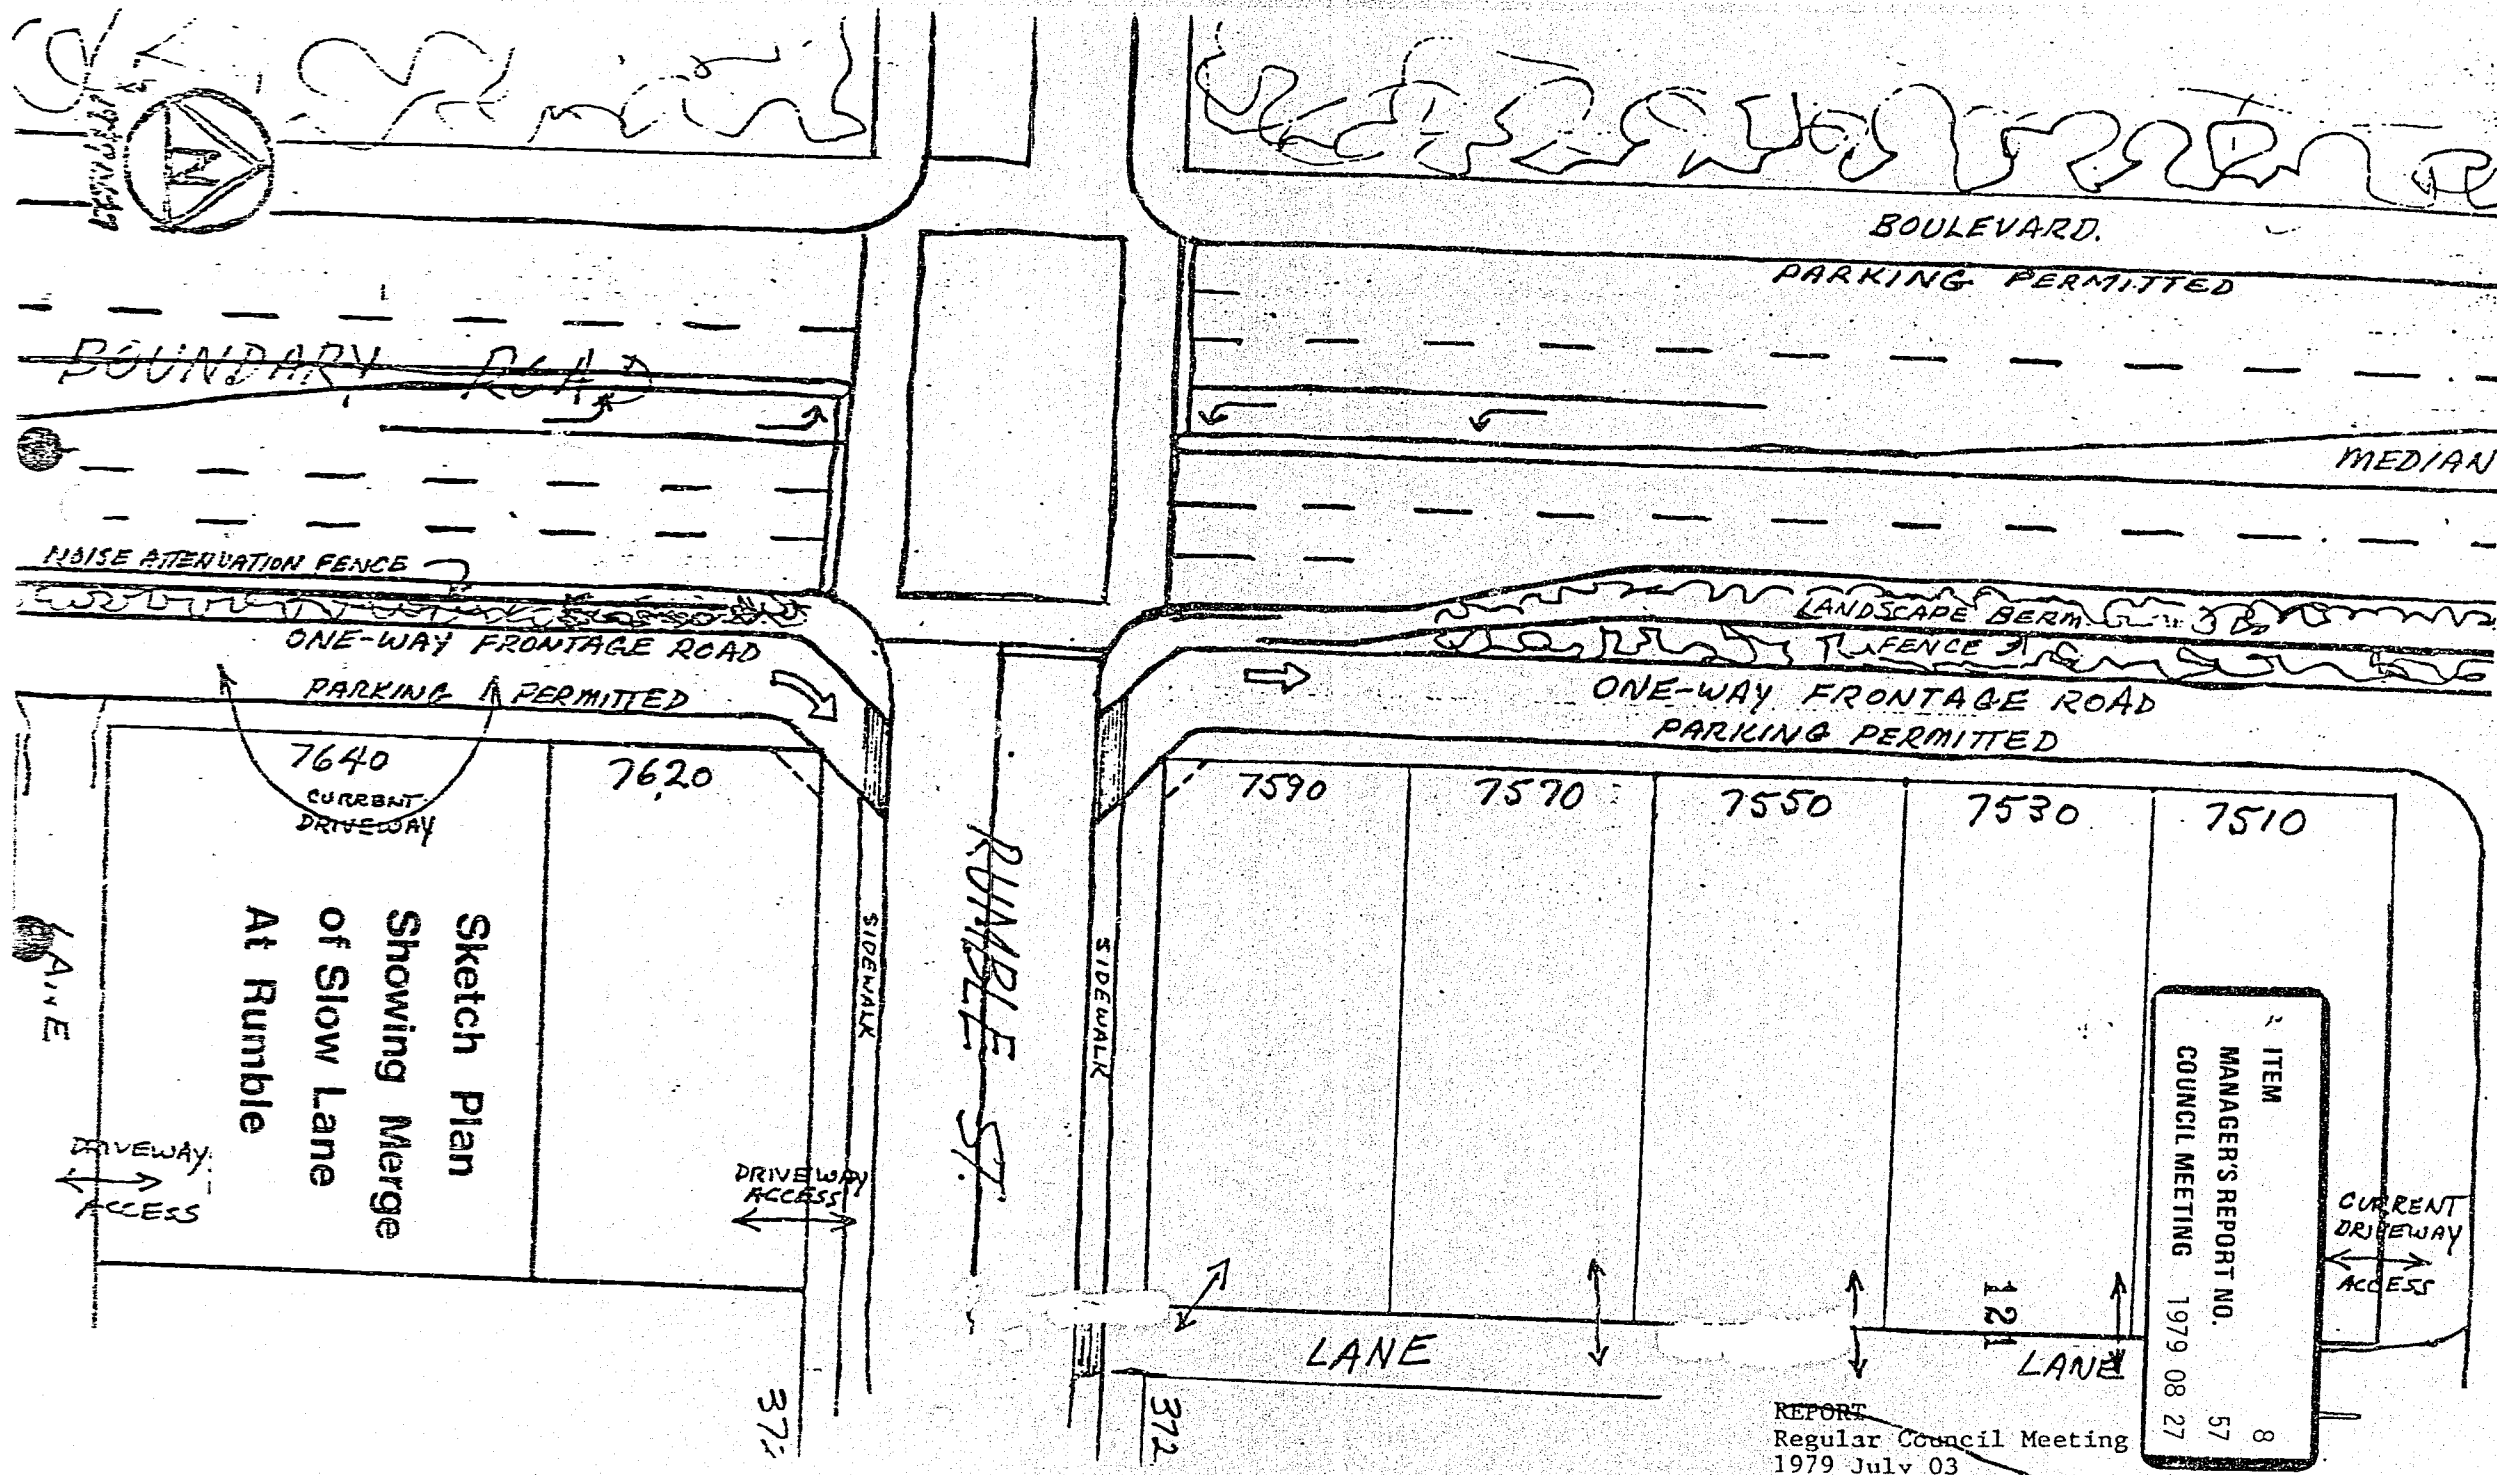 N
BOULEVARD.
PARKING PERMITTED
BOUNDARY ROAD
MEDIAN
NOISE ATTENUATION FENCE
LANDSCAPE BERM
FENCE
ONE-WAY FRONTAGE ROAD
PARKING PERMITTED
ONE-WAY FRONTAGE ROAD
PARKING PERMITTED
7640
CURRENT
DRIVEWAY
7620
7590
7570
7550
7530
7510
LANE
Sketch Plan
Showing Merge
of Slow Lane
At Rumble
SIDEWALK
RUMBLE ST.
SIDEWALK
DRIVEWAY
ACCESS
DRIVEWAY
ACCESS
ITEM 8
MANAGER'S REPORT NO. 57
COUNCIL MEETING 1979 08 27
CURRENT
DRIVEWAY
ACCESS
121
LANE
LANE
372
REPORT
Regular Council Meeting
1979 July 03